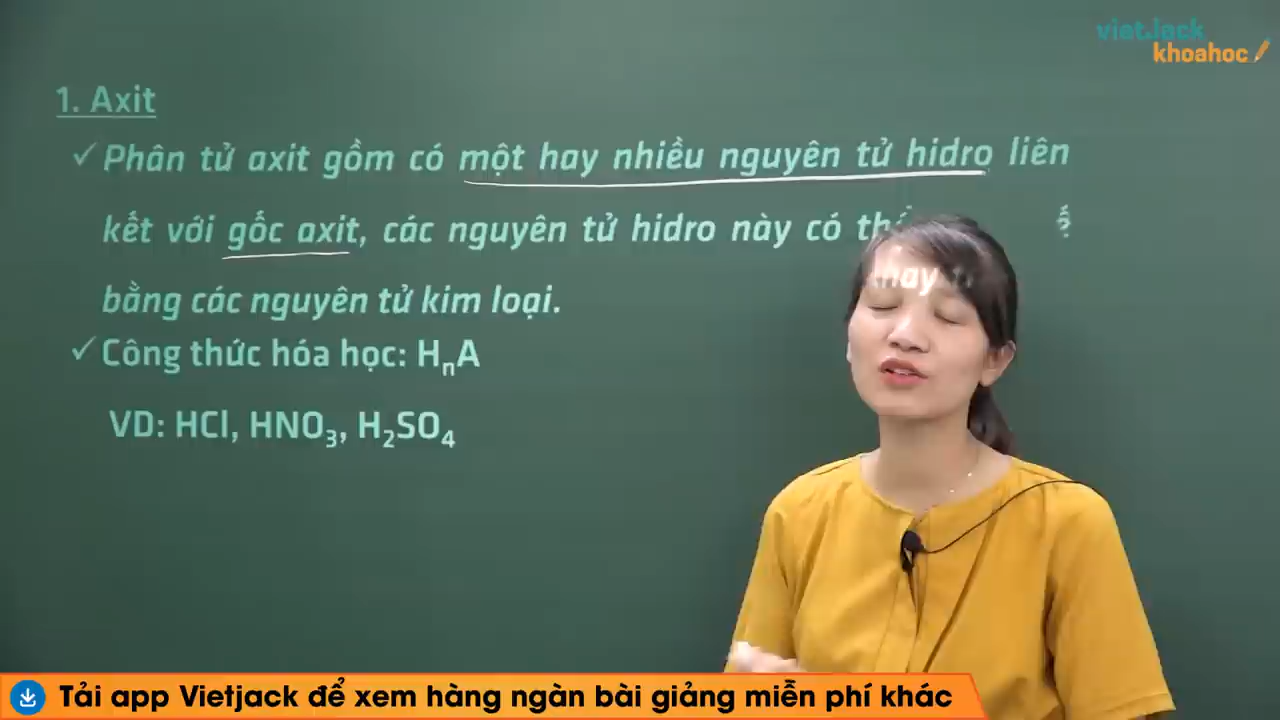 vietjack
khoahoc
1. Axit
✓ Phân tử axit gồm có một hay nhiều nguyên tử hidro liên
kết với gốc axit, các nguyên tử hidro này có thể
thay
bằng các nguyên tử kim loại.
✓ Công thức hóa học: HₙA
VD: HCl, HNO₃, H₂SO₄
Tải app Vietjack để xem hàng ngàn bài giảng miễn phí khác